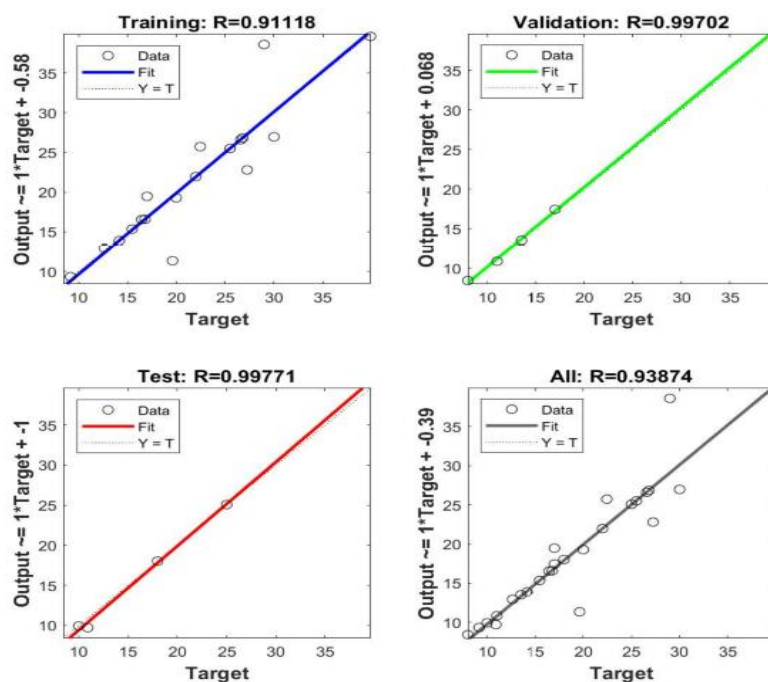 Training: R=0.91118
Output ~= 1*Target + -0.58
Data
Fit
Y = T
35
30
25
20
15
10
10 15 20 25 30 35
Target
Validation: R=0.99702
Output ~= 1*Target + 0.068
Data
Fit
Y = T
35
30
25
20
15
10
10 15 20 25 30 35
Target
Test: R=0.99771
Output ~= 1*Target + -1
Data
Fit
Y = T
35
30
25
20
15
10
10 15 20 25 30 35
Target
All: R=0.93874
Output ~= 1*Target + -0.39
Data
Fit
Y = T
35
30
25
20
15
10
10 15 20 25 30 35
Target